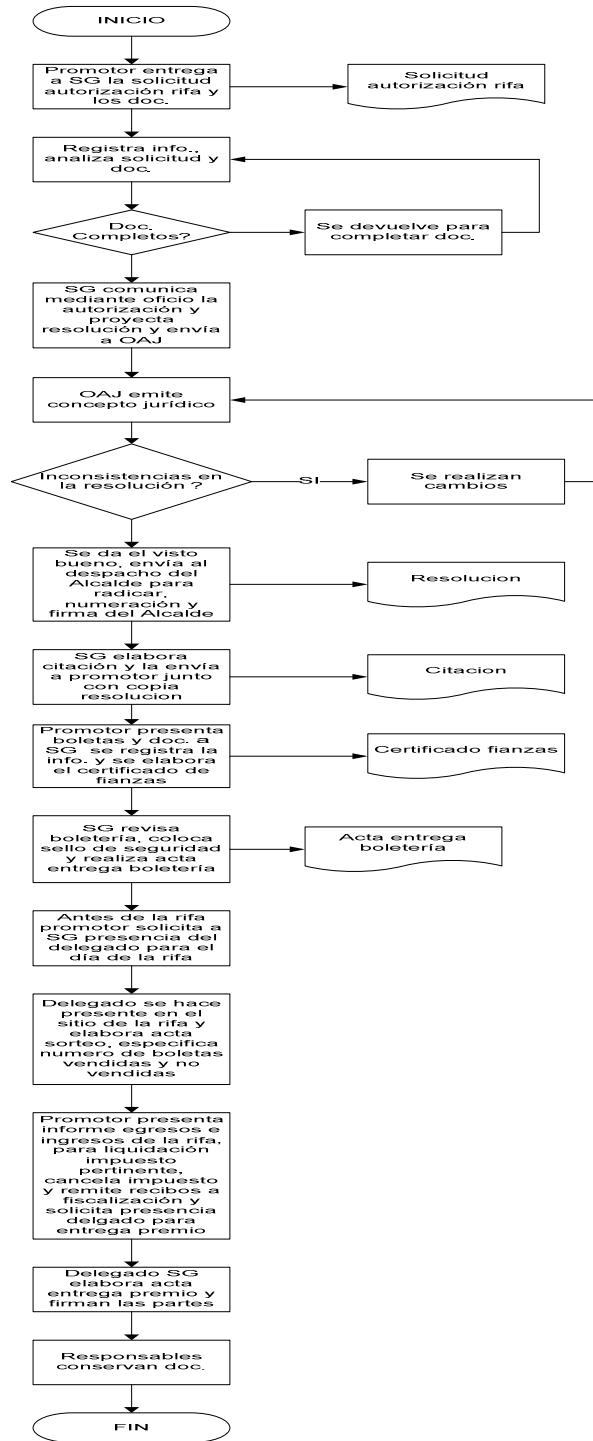 INICIO
Promotor entrega
a SG la solicitud
autorización rifa y
los doc.
Solicitud
autorización rifa
Registra info.,
analiza solicitud y
doc.
Doc.
Completos?
Se devuelve para
completar doc.
SG comunica
mediante oficio la
autorización y
proyecta
resolución y envía
a OAJ
OAJ emite
concepto jurídico
Inconsistencias en
la resolución ?
SI
Se realizan
cambios
Se da el visto
bueno, envía al
despacho del
Alcalde para
radicar,
numeración y
firma del Alcalde
Resolucion
SG elabora
citación y la envía
a promotor junto
con copia
resolucion
Citacion
Promotor presenta
boletas y doc. a
SG se registra la
info. y se elabora
el certificado de
fianzas
Certificado fianzas
SG revisa
boletería, coloca
sello de seguridad
y realiza acta
entrega boletería
Acta entrega
boletería
Antes de la rifa
promotor solicita a
SG presencia del
delegado para el
día de la rifa
Delegado se hace
presente en el
sitio de la rifa y
elabora acta
sorteo, especifica
numero de boletas
vendidas y no
vendidas
Promotor presenta
informe egresos e
ingresos de la rifa,
para liquidación
impuesto
pertinente,
cancela impuesto
y remite recibos a
fiscalización y
solicita presencia
delgado para
entrega premio
Delegado SG
elabora acta
entrega premio y
firman las partes
Responsables
conservan doc.
FIN